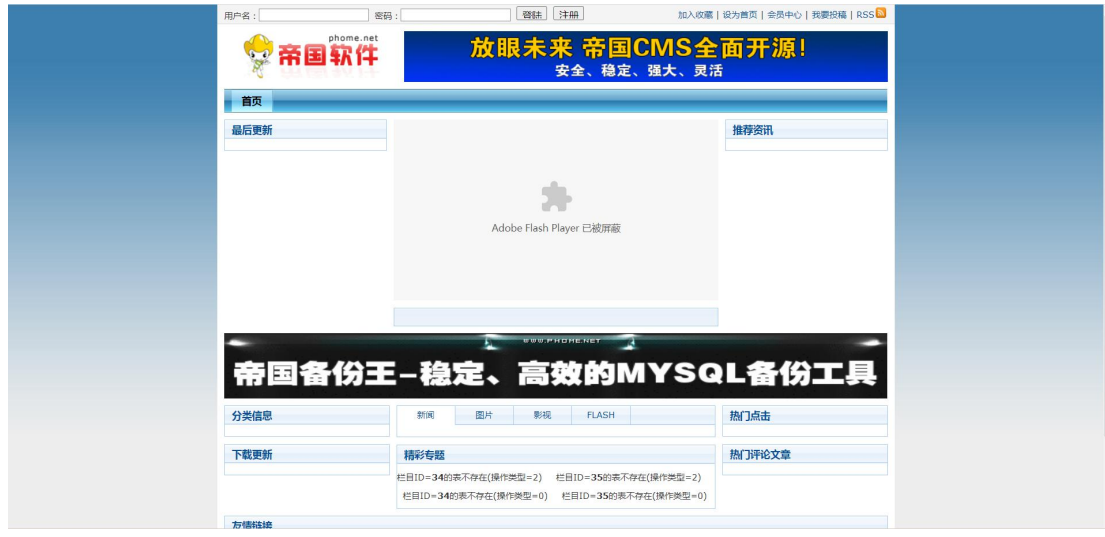 用户名： 密码： 登陆 注册 加入收藏 | 设为首页 | 会员中心 | 我要投稿 | RSS
phome.net
帝国软件
放眼未来 帝国CMS全面开源！
安全、稳定、强大、灵活
首页
最后更新
推荐资讯
Adobe Flash Player 已被屏蔽
WWW.PHOME.NET
帝国备份王–稳定、高效的MYSQL备份工具
分类信息
新闻 图片 影视 FLASH
热门点击
下载更新
精彩专题
热门评论文章
栏目ID=34的表不存在(操作类型=2) 栏目ID=35的表不存在(操作类型=2)
栏目ID=34的表不存在(操作类型=0) 栏目ID=35的表不存在(操作类型=0)
友情链接